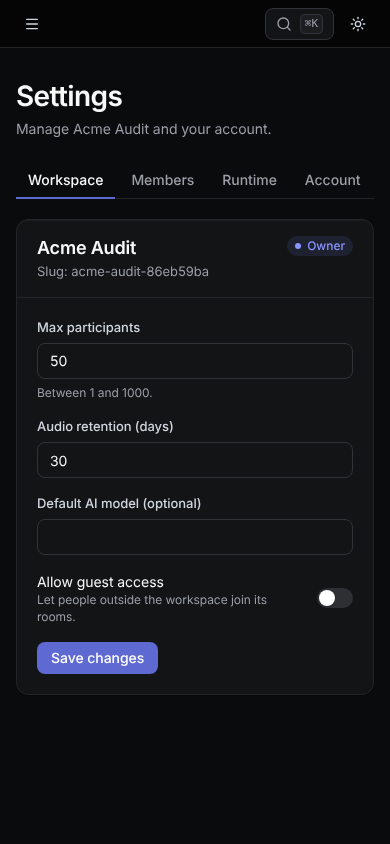 ⌘K
Settings
Manage Acme Audit and your account.
Workspace Members Runtime Account
Acme Audit
Owner
Slug: acme-audit-86eb59ba
Max participants
50
Between 1 and 1000.
Audio retention (days)
30
Default AI model (optional)
Allow guest access
Let people outside the workspace join its
rooms.
Save changes